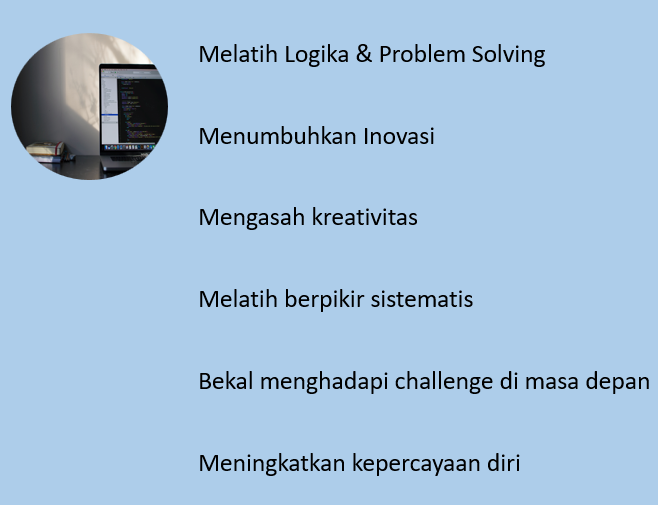 Melatih Logika & Problem Solving
Menumbuhkan Inovasi
Mengasah kreativitas
Melatih berpikir sistematis
Bekal menghadapi challenge di masa depan
Meningkatkan kepercayaan diri